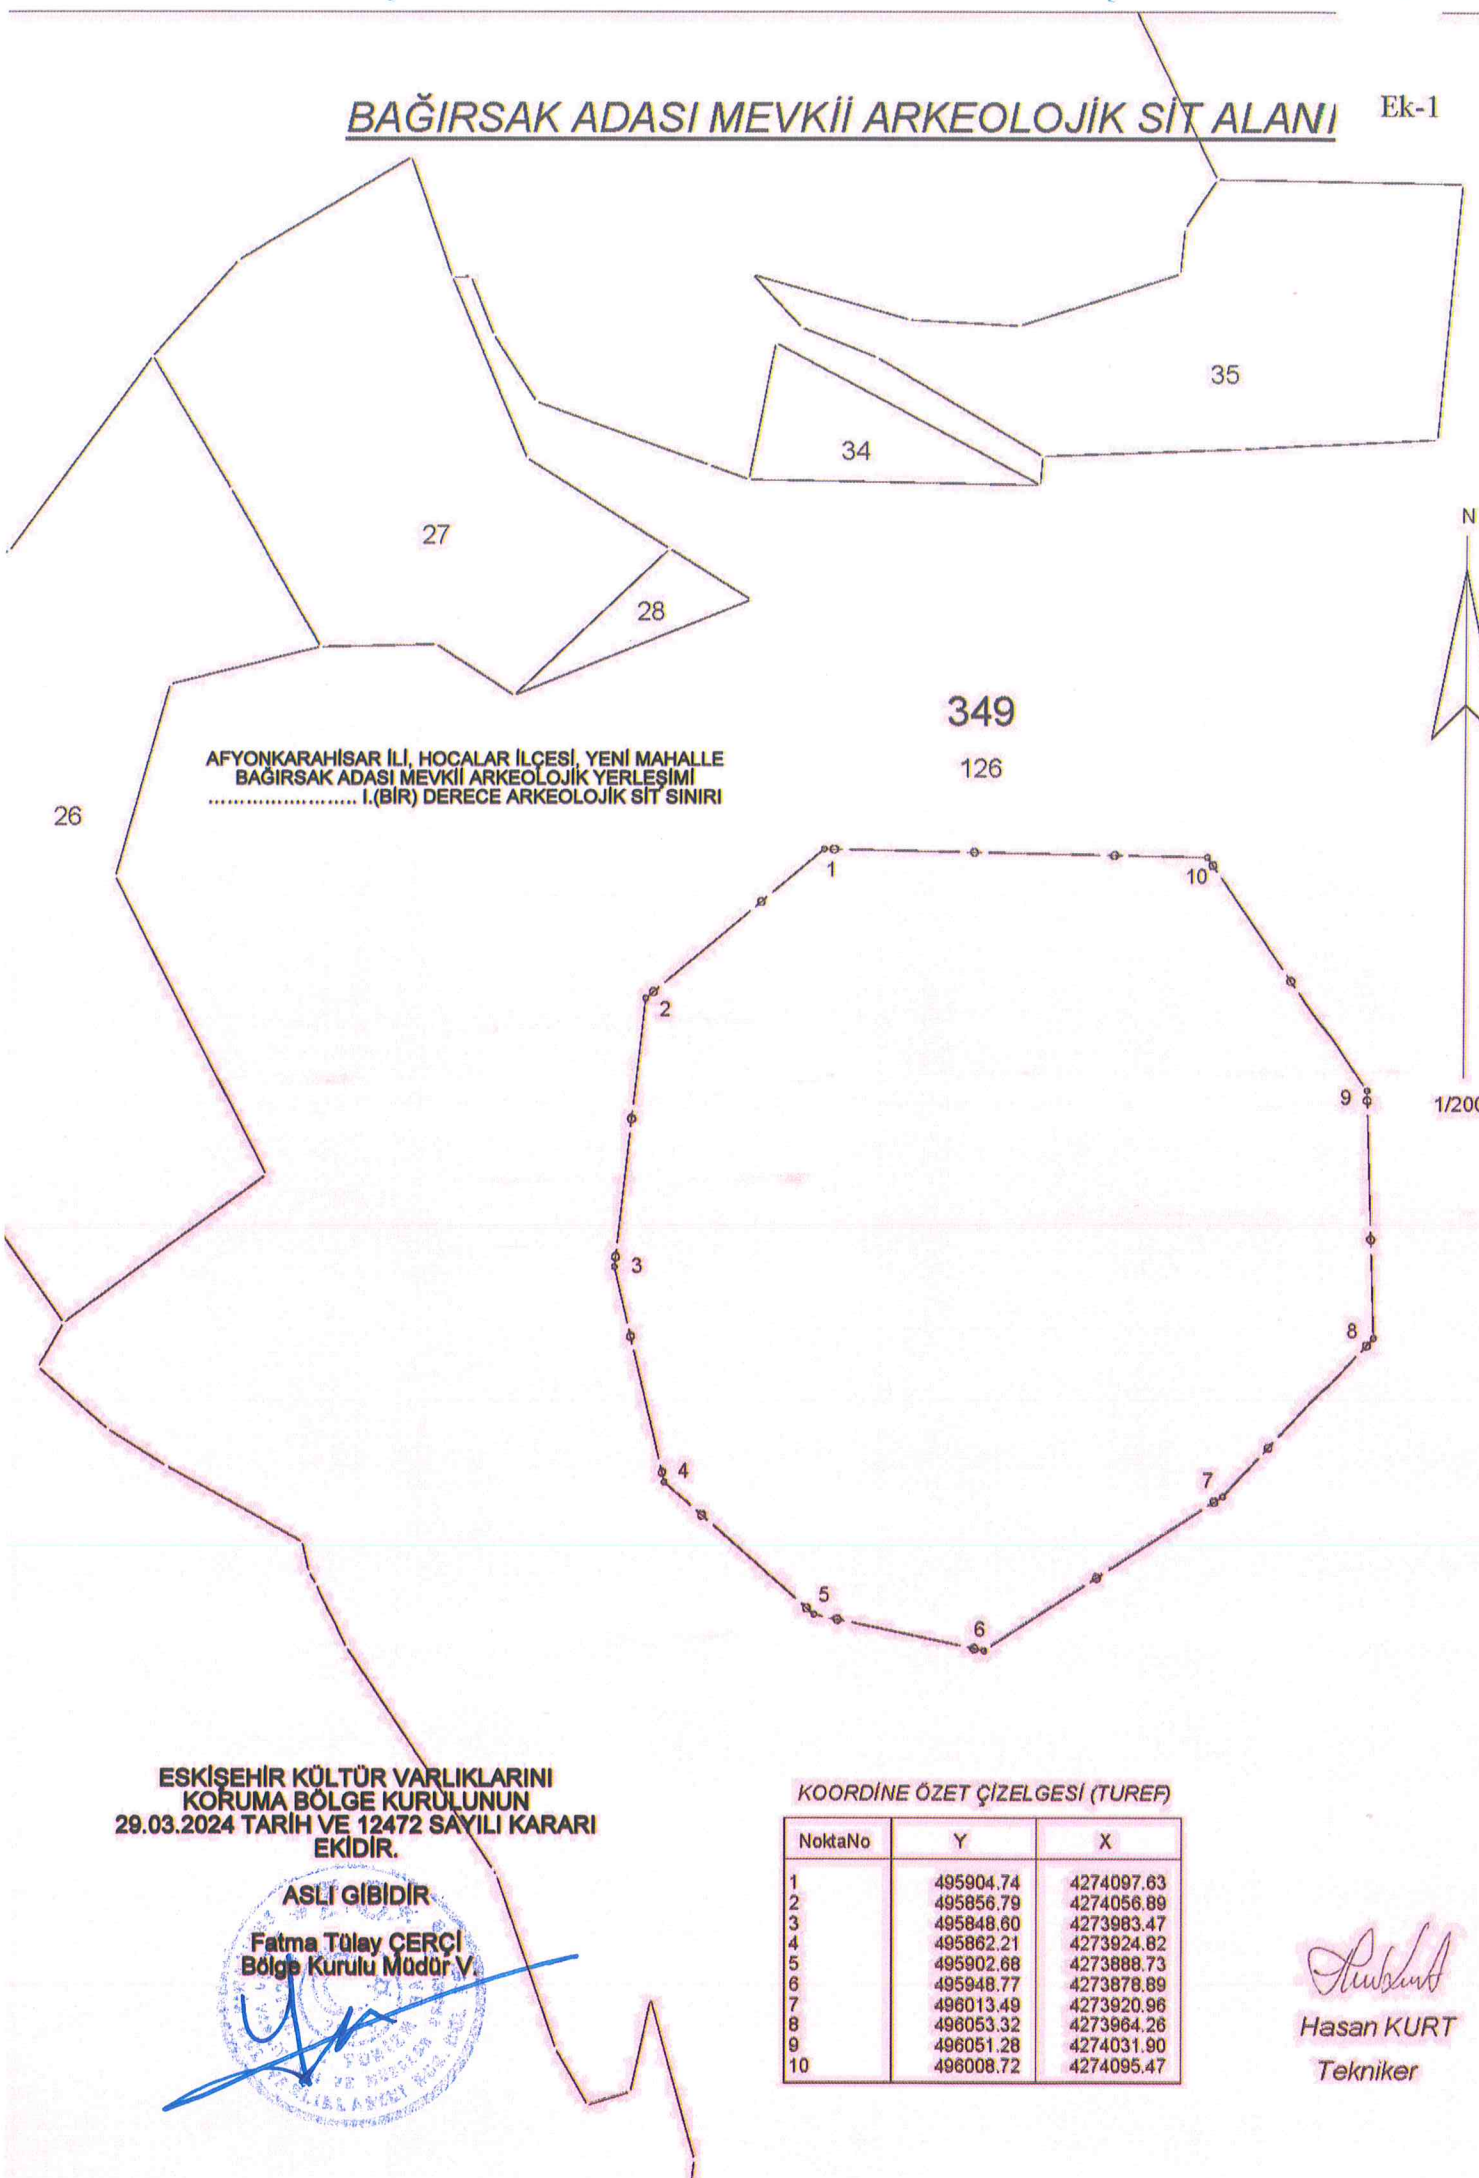 BAĞIRSAK ADASI MEVKİİ ARKEOLOJİK SİT ALANI
Ek-1
35
34
27
28
N
349
126
AFYONKARAHİSAR İLİ, HOCALAR İLÇESİ, YENİ MAHALLE
BAĞIRSAK ADASI MEVKİİ ARKEOLOJİK YERLEŞİMİ
........................ I.(BİR) DERECE ARKEOLOJİK SİT SINIRI
26
1
10
2
9
1/200
3
8
4
7
5
6
ESKİŞEHİR KÜLTÜR VARLIKLARINI
KORUMA BÖLGE KURULUNUN
29.03.2024 TARİH VE 12472 SAYILI KARARI
EKİDİR.
ASLI GİBİDİR
Fatma Tülay ÇERÇİ
Bölge Kurulu Müdür V.
KOORDİNE ÖZET ÇİZELGESİ (TUREF)
NoktaNo Y X
1 495904.74 4274097.63
2 495856.79 4274056.89
3 495848.60 4273983.47
4 495862.21 4273924.82
5 495902.68 4273888.73
6 495948.77 4273878.89
7 496013.49 4273920.96
8 496053.32 4273964.26
9 496051.28 4274031.90
10 496008.72 4274095.47
Hasan KURT
Tekniker